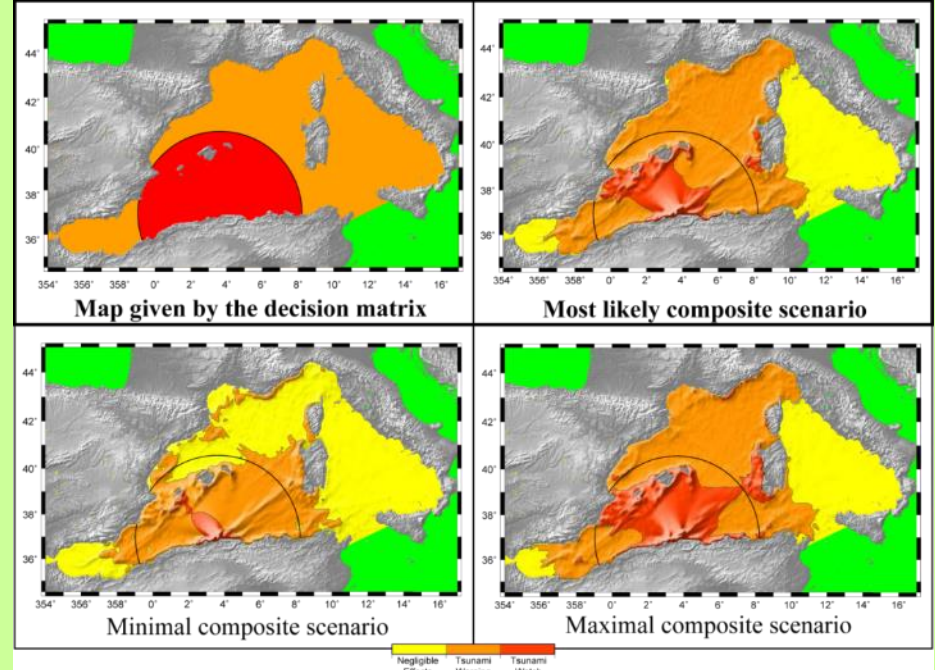 44°
42°
40°
38°
36°
354° 356° 358° 0° 2° 4° 6° 8° 10° 12° 14° 16°
Map given by the decision matrix
44°
42°
40°
38°
36°
354° 356° 358° 0° 2° 4° 6° 8° 10° 12° 14° 16°
Most likely composite scenario
44°
42°
40°
38°
36°
354° 356° 358° 0° 2° 4° 6° 8° 10° 12° 14° 16°
Minimal composite scenario
44°
42°
40°
38°
36°
354° 356° 358° 0° 2° 4° 6° 8° 10° 12° 14° 16°
Maximal composite scenario
Negligible Tsunami Tsunami